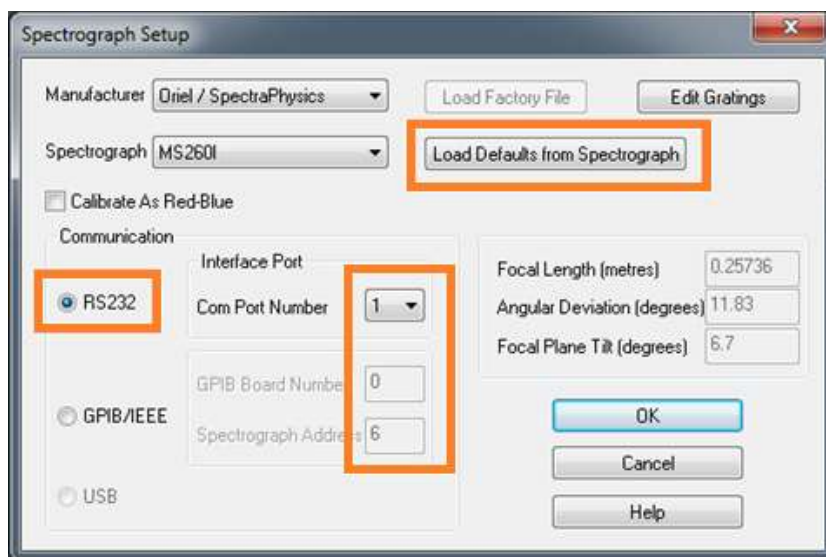 Spectrograph Setup
Manufacturer Oriel / SpectraPhysics Load Factory File Edit Gratings
Spectrograph MS260I Load Defaults from Spectrograph
Calibrate As Red-Blue
Communication
Interface Port
RS232 Com Port Number 1
GPIB/IEEE
GPIB Board Number 0
Spectrograph Address 6
USB
Focal Length (metres) 0.25736
Angular Deviation (degrees) 11.83
Focal Plane Tilt (degrees) 6.7
OK
Cancel
Help